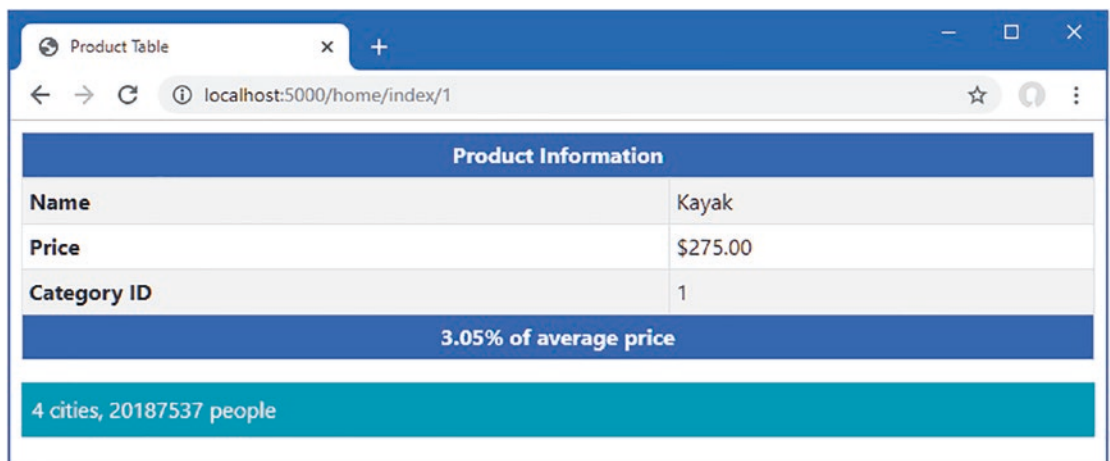 Product Table
localhost:5000/home/index/1
Product Information
Name Kayak
Price $275.00
Category ID 1
3.05% of average price
4 cities, 20187537 people